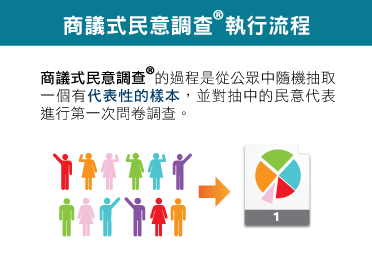 商議式民意調查®執行流程
商議式民意調查®的過程是從公眾中隨機抽取
一個有代表性的樣本，並對抽中的民意代表
進行第一次問卷調查。
1